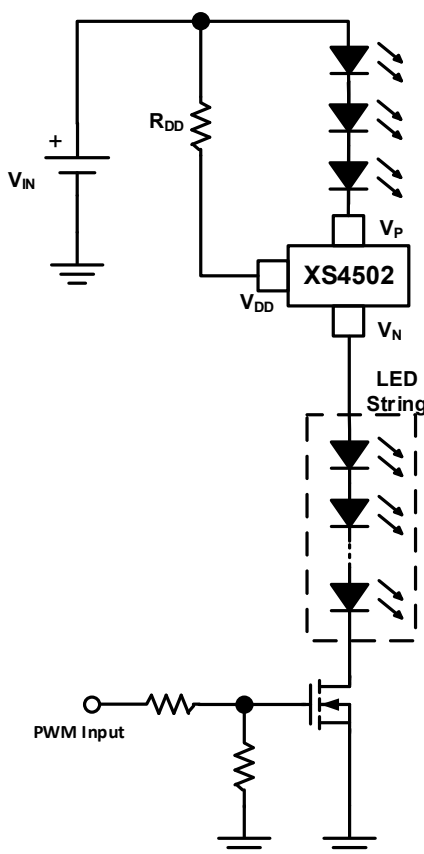 R_DD
+
V_IN
V_P
XS4502
V_DD
V_N
LED
String
PWM Input